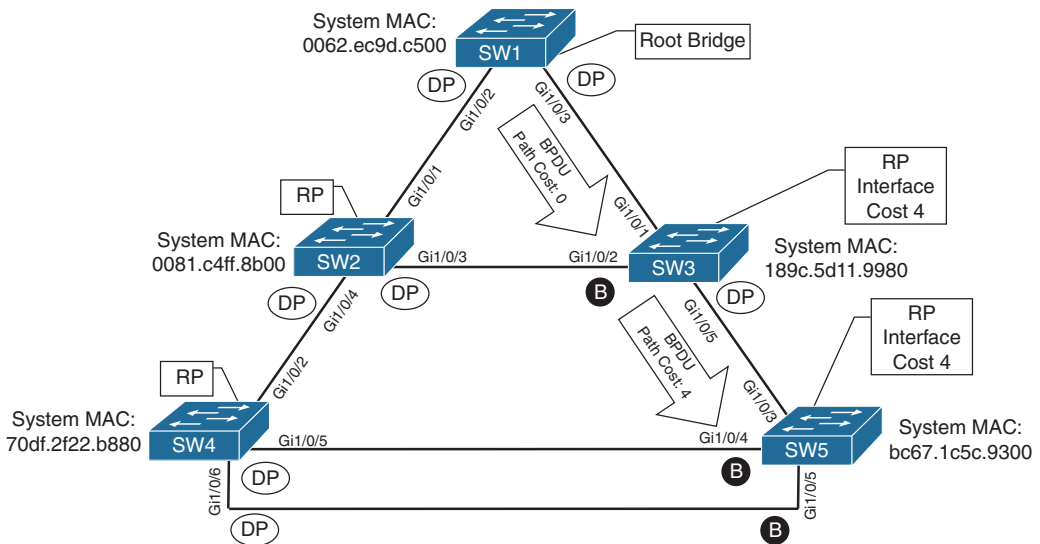 System MAC:
0062.ec9d.c500
SW1
Root Bridge
DP
DP
Gi1/0/2
Gi1/0/3
BPDU
Path Cost: 0
RP
Interface
Cost 4
RP
Gi1/0/1
Gi1/0/1
System MAC:
0081.c4ff.8b00
SW2
Gi1/0/3
Gi1/0/2
SW3
System MAC:
189c.5d11.9980
DP
DP
B
DP
Gi1/0/4
Gi1/0/5
BPDU
Path Cost: 4
RP
Interface
Cost 4
RP
Gi1/0/2
Gi1/0/3
System MAC:
70df.2f22.b880
SW4
Gi1/0/5
Gi1/0/4
SW5
System MAC:
bc67.1c5c.9300
DP
B
Gi1/0/6
Gi1/0/5
DP
B